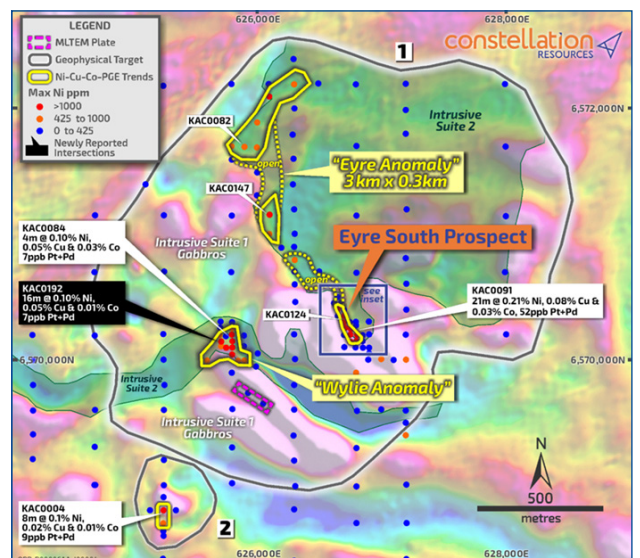 626,000E
628,000E
LEGEND
MLTEM Plate
Geophysical Target
Ni-Cu-Co-PGE Trends
Max Ni ppm
>1000
425 to 1000
0 to 425
Newly Reported
Intersections
1
constellation
RESOURCES
6,572,000N
Intrusive
Suite 2
KAC0082
open
"Eyre Anomaly"
3km x 0.3km
KAC0147
KAC0084
4m @ 0.10% Ni,
0.05% Cu & 0.03% Co
7ppb Pt+Pd
Intrusive Suite 1
Gabbros
Eyre South Prospect
open
see
inset
KAC0192
16m @ 0.10% Ni,
0.05% Cu & 0.01% Co
7ppb Pt+Pd
KAC0091
21m @ 0.21% Ni, 0.08% Cu &
0.03% Co, 52ppb Pt+Pd
KAC0124
6,570,000N
6,570,000N
Intrusive
Suite 2
"Wylie Anomaly"
Intrusive Suite 1
Gabbros
N
500
metres
KAC0004
8m @ 0.1% Ni,
0.02% Cu & 0.01% Co
9ppb Pt+Pd
2
626,000E
628,000E